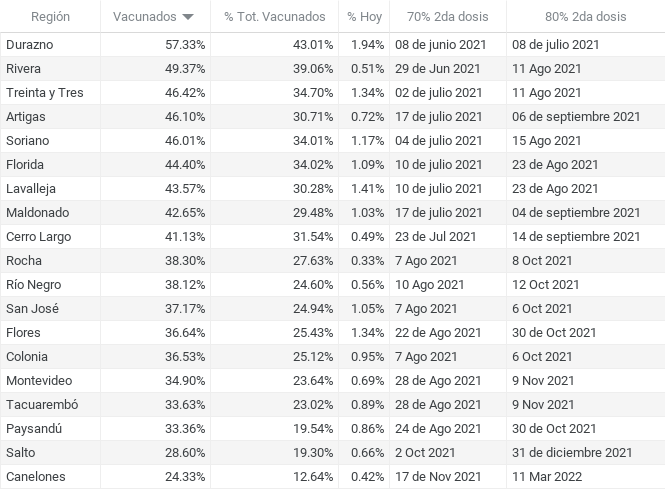 Región Vacunados % Tot. Vacunados % Hoy 70% 2da dosis 80% 2da dosis
Durazno 57.33% 43.01% 1.94% 08 de junio 2021 08 de julio 2021
Rivera 49.37% 39.06% 0.51% 29 de Jun 2021 11 Ago 2021
Treinta y Tres 46.42% 34.70% 1.34% 02 de julio 2021 11 Ago 2021
Artigas 46.10% 30.71% 0.72% 17 de julio 2021 06 de septiembre 2021
Soriano 46.01% 34.01% 1.17% 04 de julio 2021 15 Ago 2021
Florida 44.40% 34.02% 1.09% 10 de julio 2021 23 de Ago 2021
Lavalleja 43.57% 30.28% 1.41% 10 de julio 2021 23 de Ago 2021
Maldonado 42.65% 29.48% 1.03% 17 de julio 2021 04 de septiembre 2021
Cerro Largo 41.13% 31.54% 0.49% 23 de Jul 2021 14 de septiembre 2021
Rocha 38.30% 27.63% 0.33% 7 Ago 2021 8 Oct 2021
Río Negro 38.12% 24.60% 0.56% 10 Ago 2021 12 Oct 2021
San José 37.17% 24.94% 1.05% 7 Ago 2021 6 Oct 2021
Flores 36.64% 25.43% 1.34% 22 de Ago 2021 30 de Oct 2021
Colonia 36.53% 25.12% 0.95% 7 Ago 2021 6 Oct 2021
Montevideo 34.90% 23.64% 0.69% 28 de Ago 2021 9 Nov 2021
Tacuarembó 33.63% 23.02% 0.89% 28 de Ago 2021 9 Nov 2021
Paysandú 33.36% 19.54% 0.86% 24 de Ago 2021 30 de Oct 2021
Salto 28.60% 19.30% 0.66% 2 Oct 2021 31 de diciembre 2021
Canelones 24.33% 12.64% 0.42% 17 de Nov 2021 11 Mar 2022